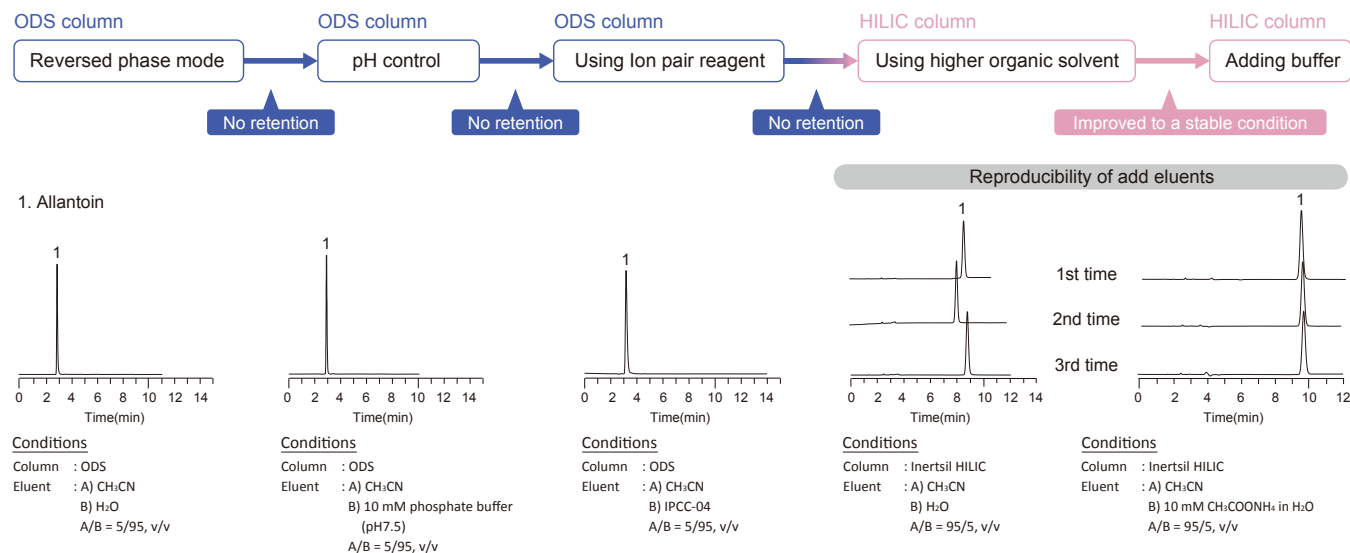 ODS column
ODS column
ODS column
HILIC column
HILIC column
Reversed phase mode
pH control
Using Ion pair reagent
Using higher organic solvent
Adding buffer
No retention
No retention
No retention
Improved to a stable condition
Reproducibility of add eluents
1. Allantoin
1
1
1
1
1
1st time
2nd time
3rd time
0 2 4 6 8 10 12 14
Time(min)
0 2 4 6 8 10 12 14
Time(min)
0 2 4 6 8 10 12 14
Time(min)
0 2 4 6 8 10 12 14
Time(min)
0 2 4 6 8 10 12
Time(min)
Conditions
Column : ODS
Eluent : A) CH₃CN
B) H₂O
A/B = 5/95, v/v
Conditions
Column : ODS
Eluent : A) CH₃CN
B) 10 mM phosphate buffer
(pH7.5)
A/B = 5/95, v/v
Conditions
Column : ODS
Eluent : A) CH₃CN
B) IPCC-04
A/B = 5/95, v/v
Conditions
Column : Inertsil HILIC
Eluent : A) CH₃CN
B) H₂O
A/B = 95/5, v/v
Conditions
Column : Inertsil HILIC
Eluent : A) CH₃CN
B) 10 mM CH₃COONH₄ in H₂O
A/B = 95/5, v/v